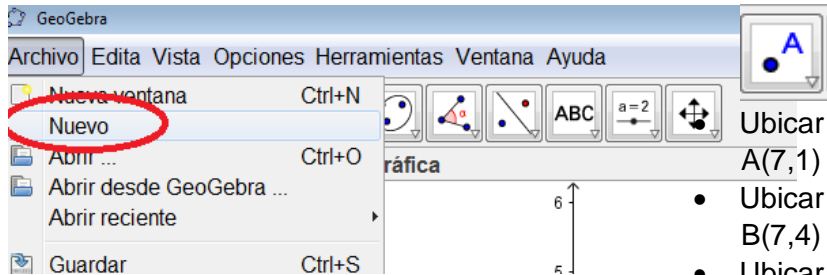 GeoGebra
Archivo Edita Vista Opciones Herramientas Ventana Ayuda
Nueva ventana Ctrl+N
Nuevo
Abrir ... Ctrl+O
Abrir desde GeoGebra ...
Abrir reciente
Guardar Ctrl+S
α
ABC
a=2
ráfica
6
5
A
Ubicar
A(7,1)
• Ubicar
B(7,4)
• Ubicar